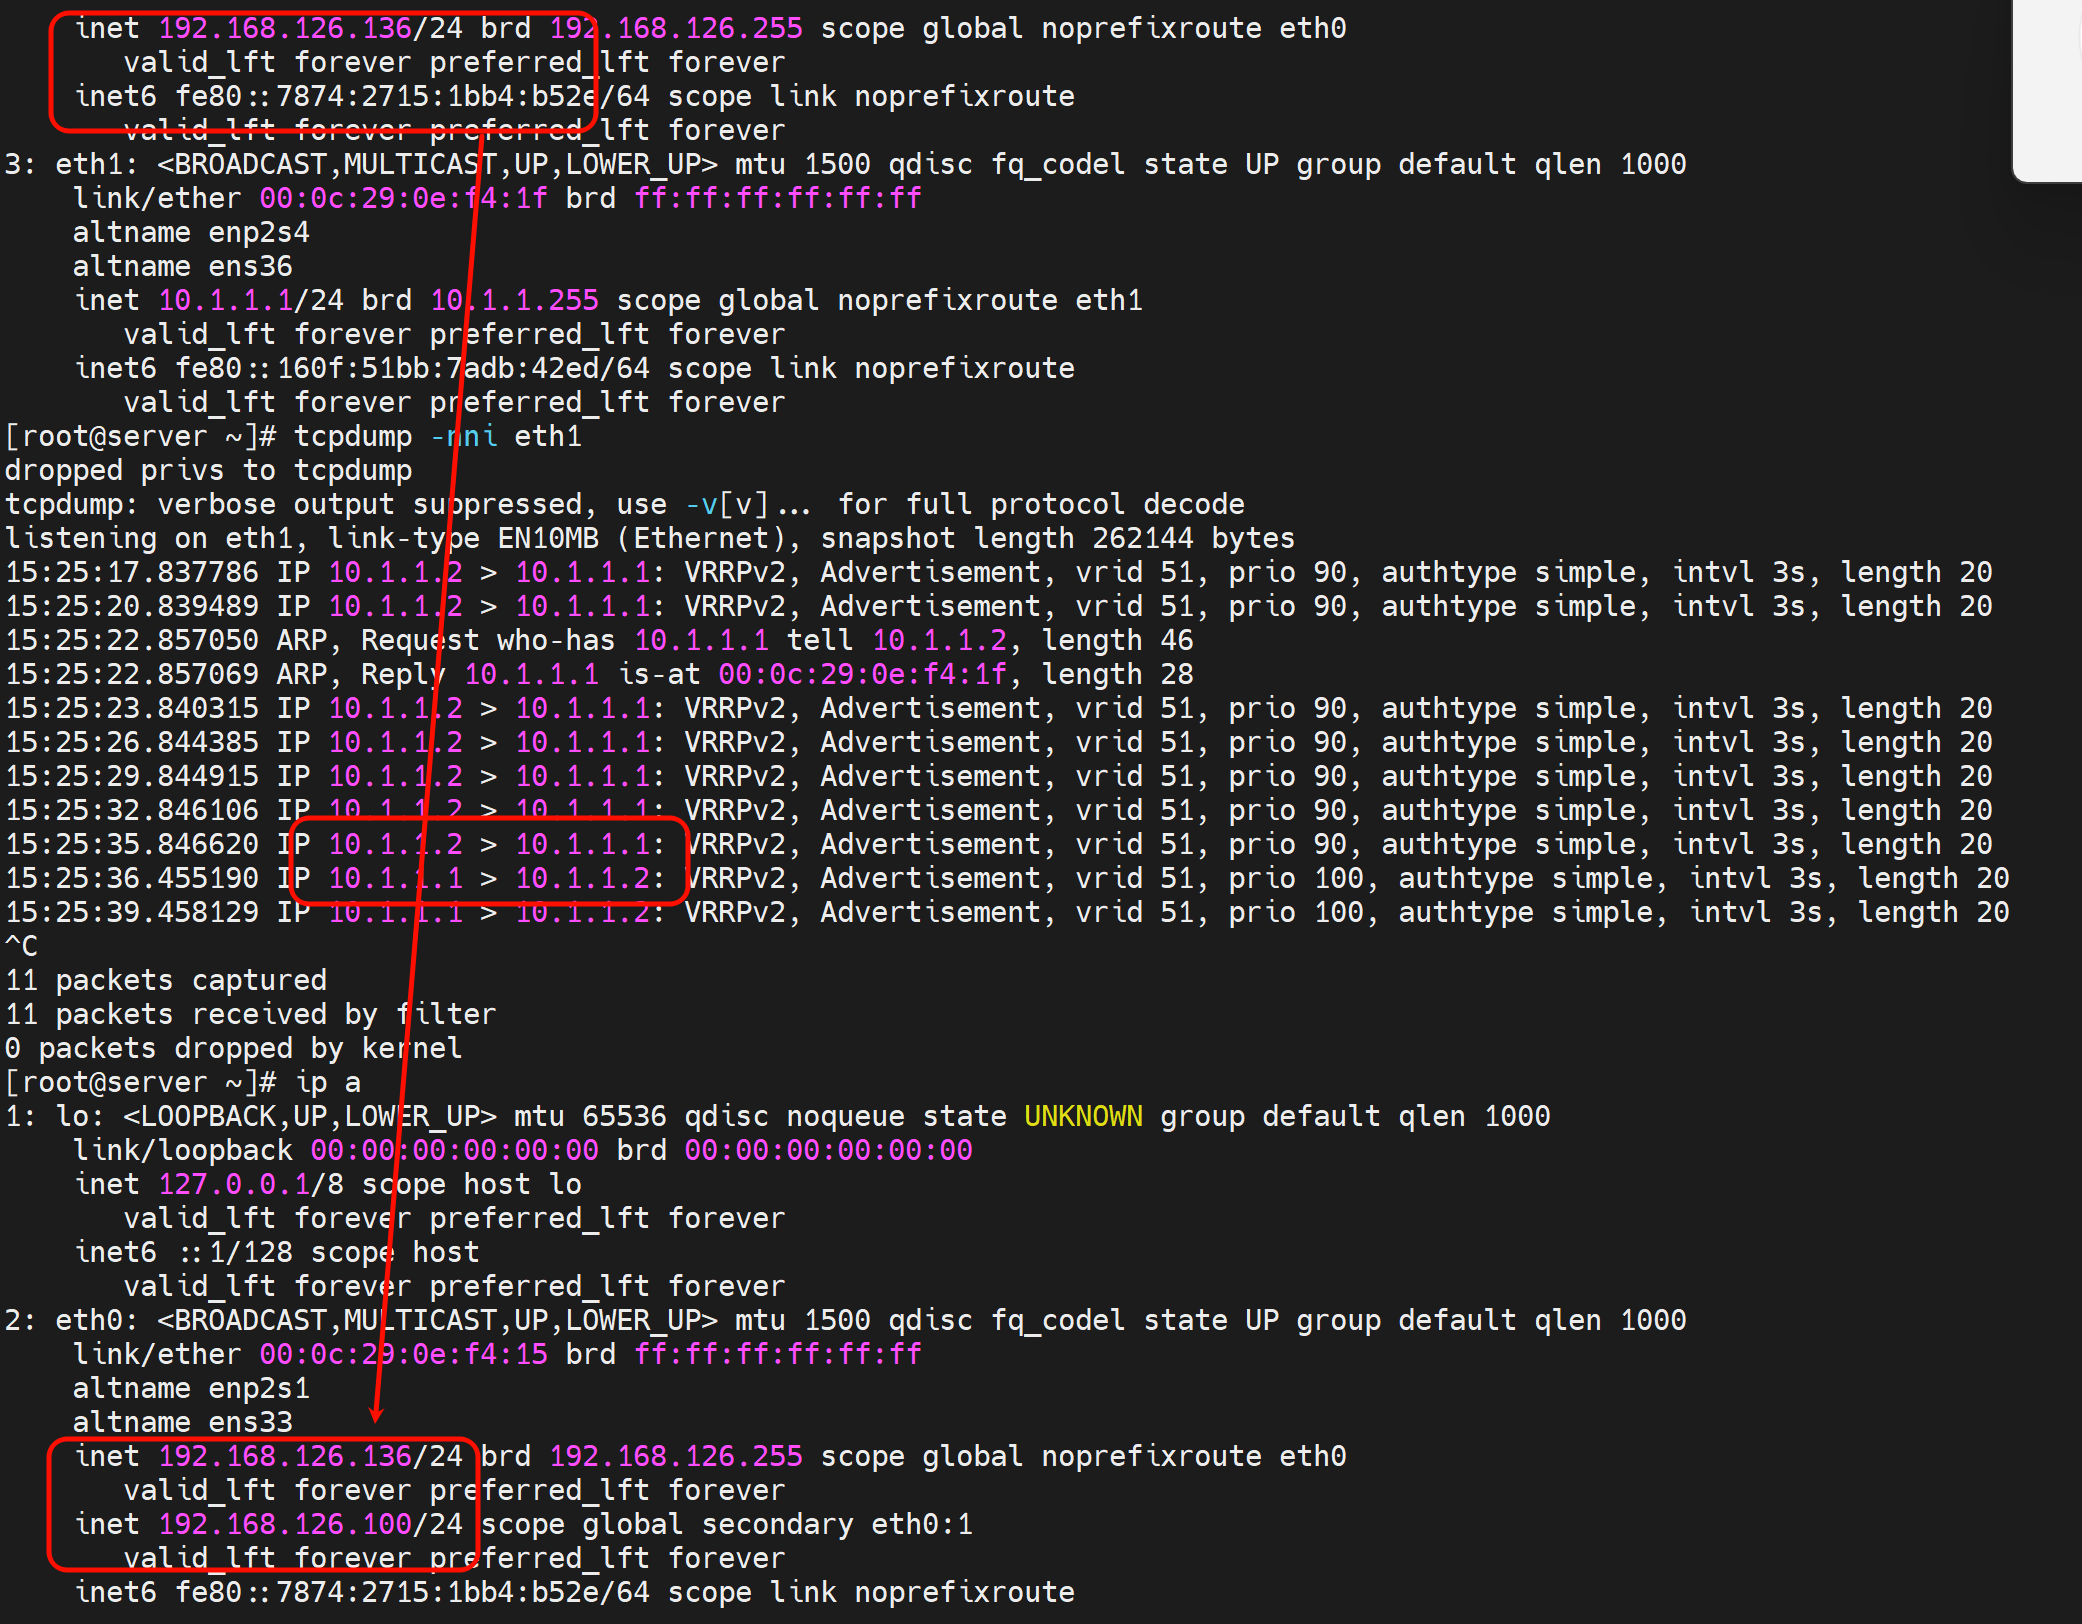 inet 192.168.126.136/24 brd 192.168.126.255 scope global noprefixroute eth0
valid_lft forever preferred_lft forever
inet6 fe80::7874:2715:1bb4:b52e/64 scope link noprefixroute
valid_lft forever preferred_lft forever
3: eth1: <BROADCAST,MULTICAST,UP,LOWER_UP> mtu 1500 qdisc fq_codel state UP group default qlen 1000
link/ether 00:0c:29:0e:f4:1f brd ff:ff:ff:ff:ff:ff
altname enp2s4
altname ens36
inet 10.1.1.1/24 brd 10.1.1.255 scope global noprefixroute eth1
valid_lft forever preferred_lft forever
inet6 fe80::160f:51bb:7adb:42ed/64 scope link noprefixroute
valid_lft forever preferred_lft forever
[root@server ~]# tcpdump -nni eth1
dropped privs to tcpdump
tcpdump: verbose output suppressed, use -v[v]... for full protocol decode
listening on eth1, link-type EN10MB (Ethernet), snapshot length 262144 bytes
15:25:17.837786 IP 10.1.1.2 > 10.1.1.1: VRRPv2, Advertisement, vrid 51, prio 90, authtype simple, intvl 3s, length 20
15:25:20.839489 IP 10.1.1.2 > 10.1.1.1: VRRPv2, Advertisement, vrid 51, prio 90, authtype simple, intvl 3s, length 20
15:25:22.857050 ARP, Request who-has 10.1.1.1 tell 10.1.1.2, length 46
15:25:22.857069 ARP, Reply 10.1.1.1 is-at 00:0c:29:0e:f4:1f, length 28
15:25:23.840315 IP 10.1.1.2 > 10.1.1.1: VRRPv2, Advertisement, vrid 51, prio 90, authtype simple, intvl 3s, length 20
15:25:26.844385 IP 10.1.1.2 > 10.1.1.1: VRRPv2, Advertisement, vrid 51, prio 90, authtype simple, intvl 3s, length 20
15:25:29.844915 IP 10.1.1.2 > 10.1.1.1: VRRPv2, Advertisement, vrid 51, prio 90, authtype simple, intvl 3s, length 20
15:25:32.846106 IP 10.1.1.2 > 10.1.1.1: VRRPv2, Advertisement, vrid 51, prio 90, authtype simple, intvl 3s, length 20
15:25:35.846620 IP 10.1.1.2 > 10.1.1.1: VRRPv2, Advertisement, vrid 51, prio 90, authtype simple, intvl 3s, length 20
15:25:36.455190 IP 10.1.1.1 > 10.1.1.2: VRRPv2, Advertisement, vrid 51, prio 100, authtype simple, intvl 3s, length 20
15:25:39.458129 IP 10.1.1.1 > 10.1.1.2: VRRPv2, Advertisement, vrid 51, prio 100, authtype simple, intvl 3s, length 20
^C
11 packets captured
11 packets received by filter
0 packets dropped by kernel
[root@server ~]# ip a
1: lo: <LOOPBACK,UP,LOWER_UP> mtu 65536 qdisc noqueue state UNKNOWN group default qlen 1000
link/loopback 00:00:00:00:00:00 brd 00:00:00:00:00:00
inet 127.0.0.1/8 scope host lo
valid_lft forever preferred_lft forever
inet6 ::1/128 scope host
valid_lft forever preferred_lft forever
2: eth0: <BROADCAST,MULTICAST,UP,LOWER_UP> mtu 1500 qdisc fq_codel state UP group default qlen 1000
link/ether 00:0c:29:0e:f4:15 brd ff:ff:ff:ff:ff:ff
altname enp2s1
altname ens33
inet 192.168.126.136/24 brd 192.168.126.255 scope global noprefixroute eth0
valid_lft forever preferred_lft forever
inet 192.168.126.100/24 scope global secondary eth0:1
valid_lft forever preferred_lft forever
inet6 fe80::7874:2715:1bb4:b52e/64 scope link noprefixroute